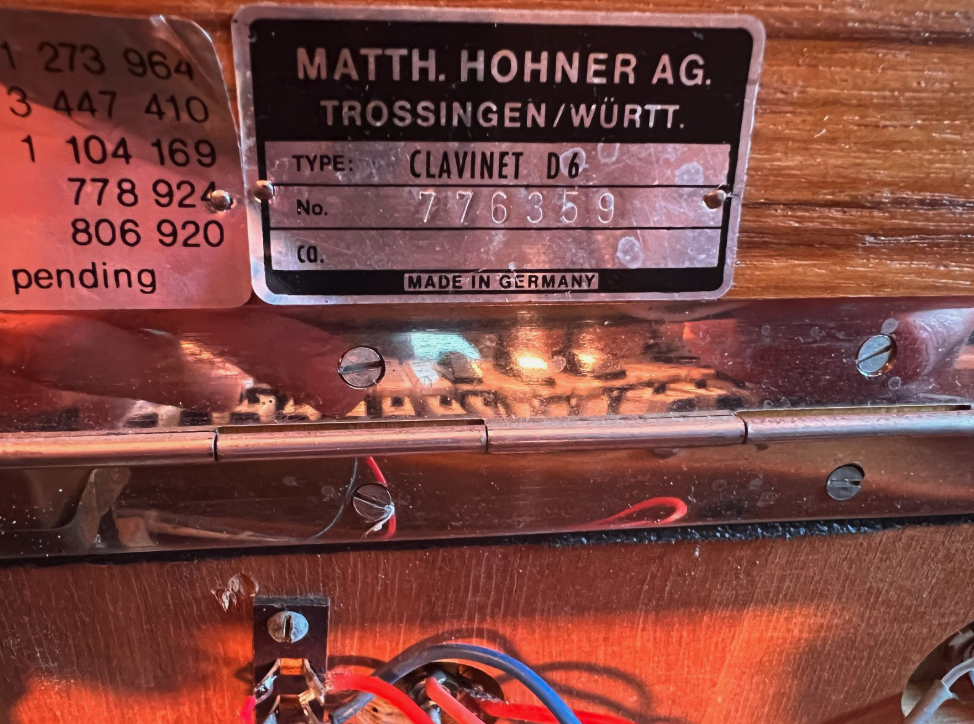 1 273 964
3 447 410
1 104 169
778 924
806 920
pending
MATTH. HOHNER AG.
TROSSINGEN/WÜRTT.
TYPE: CLAVINET D6
No. 776359
CO.
MADE IN GERMANY